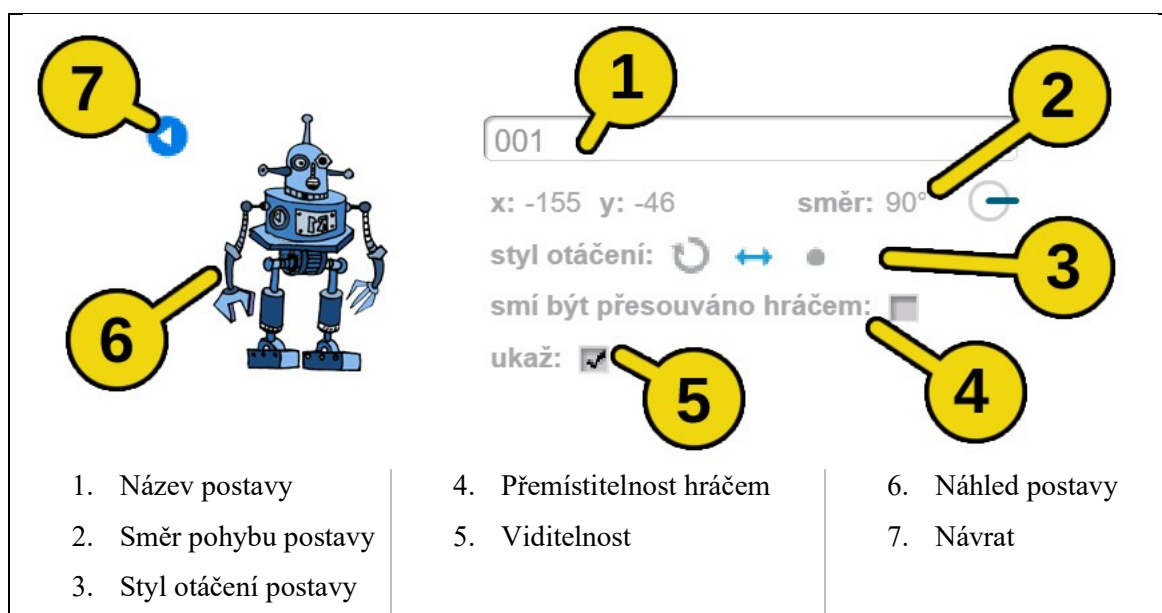 7
1
2
001
x: -155 y: -46 směr: 90°
styl otáčení:
3
smí být přesouváno hráčem:
6
ukaž:
5
4
1. Název postavy
2. Směr pohybu postavy
3. Styl otáčení postavy
4. Přemístitelnost hráčem
5. Viditelnost
6. Náhled postavy
7. Návrat